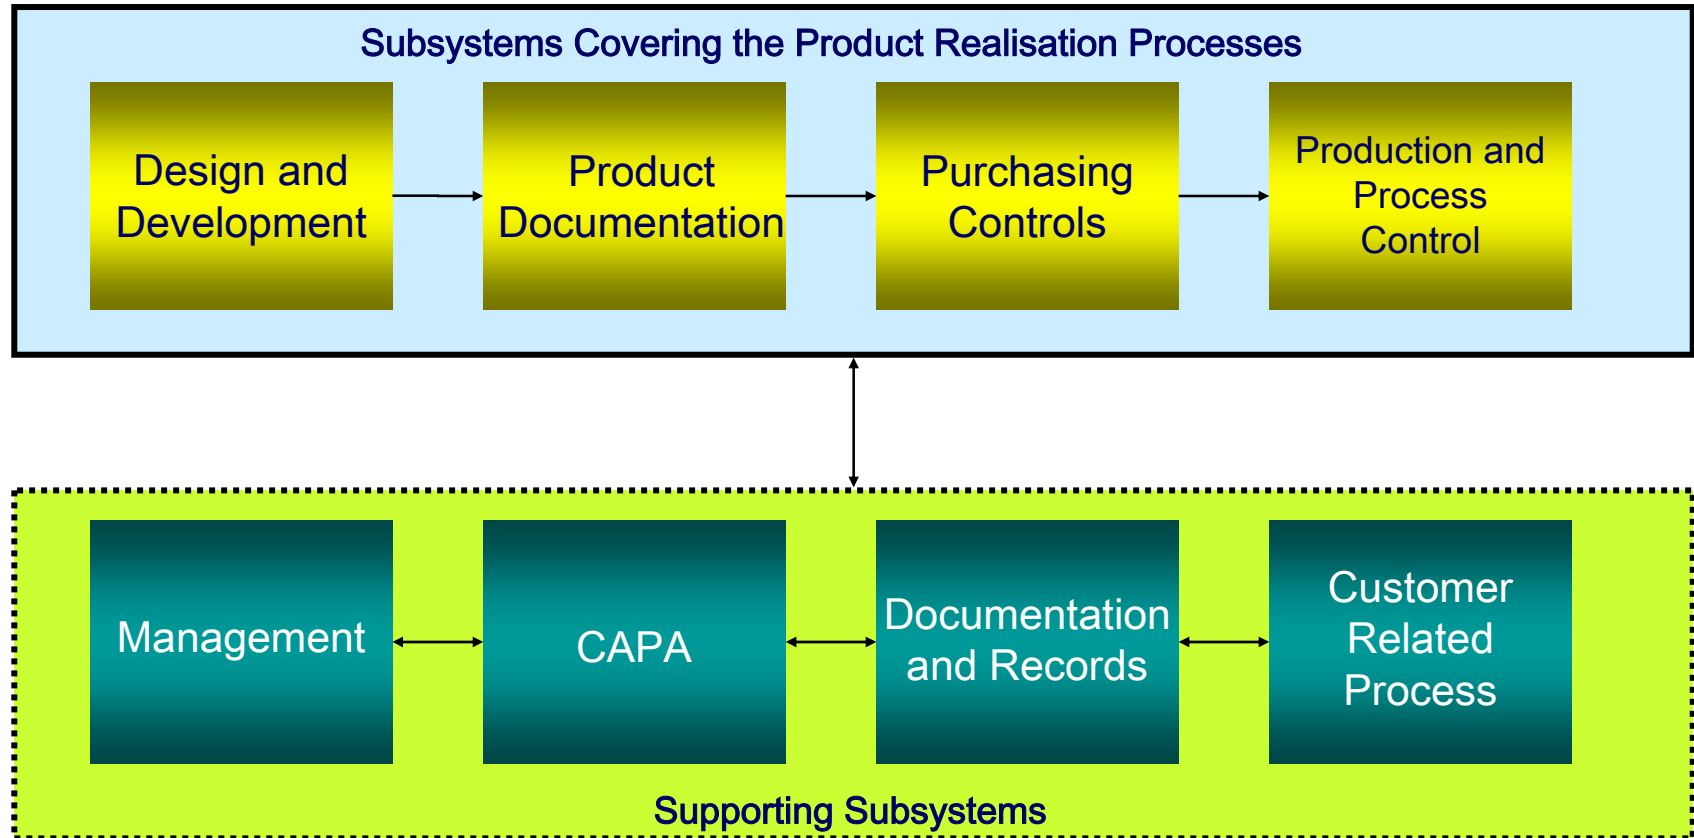 Subsystems Covering the Product Realisation Processes
Design and
Development
Product
Documentation
Purchasing
Controls
Production and
Process
Control
Management
CAPA
Documentation
and Records
Customer
Related
Process
Supporting Subsystems